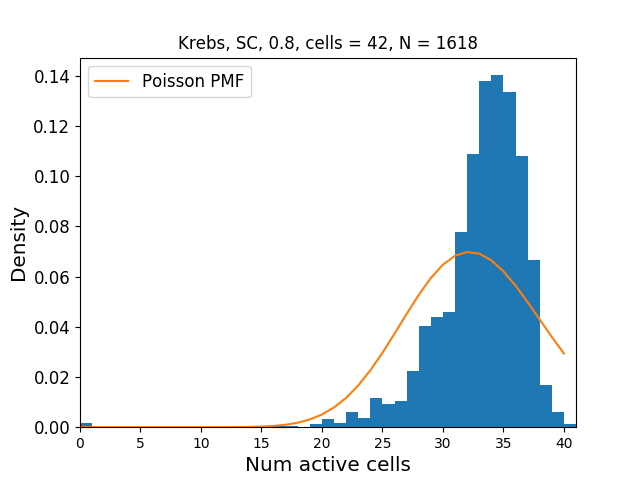 Krebs, SC, 0.8, cells = 42, N = 1618
Poisson PMF
0.14
0.12
0.10
0.08
0.06
0.04
0.02
0.00
Density
0 5 10 15 20 25 30 35 40
Num active cells